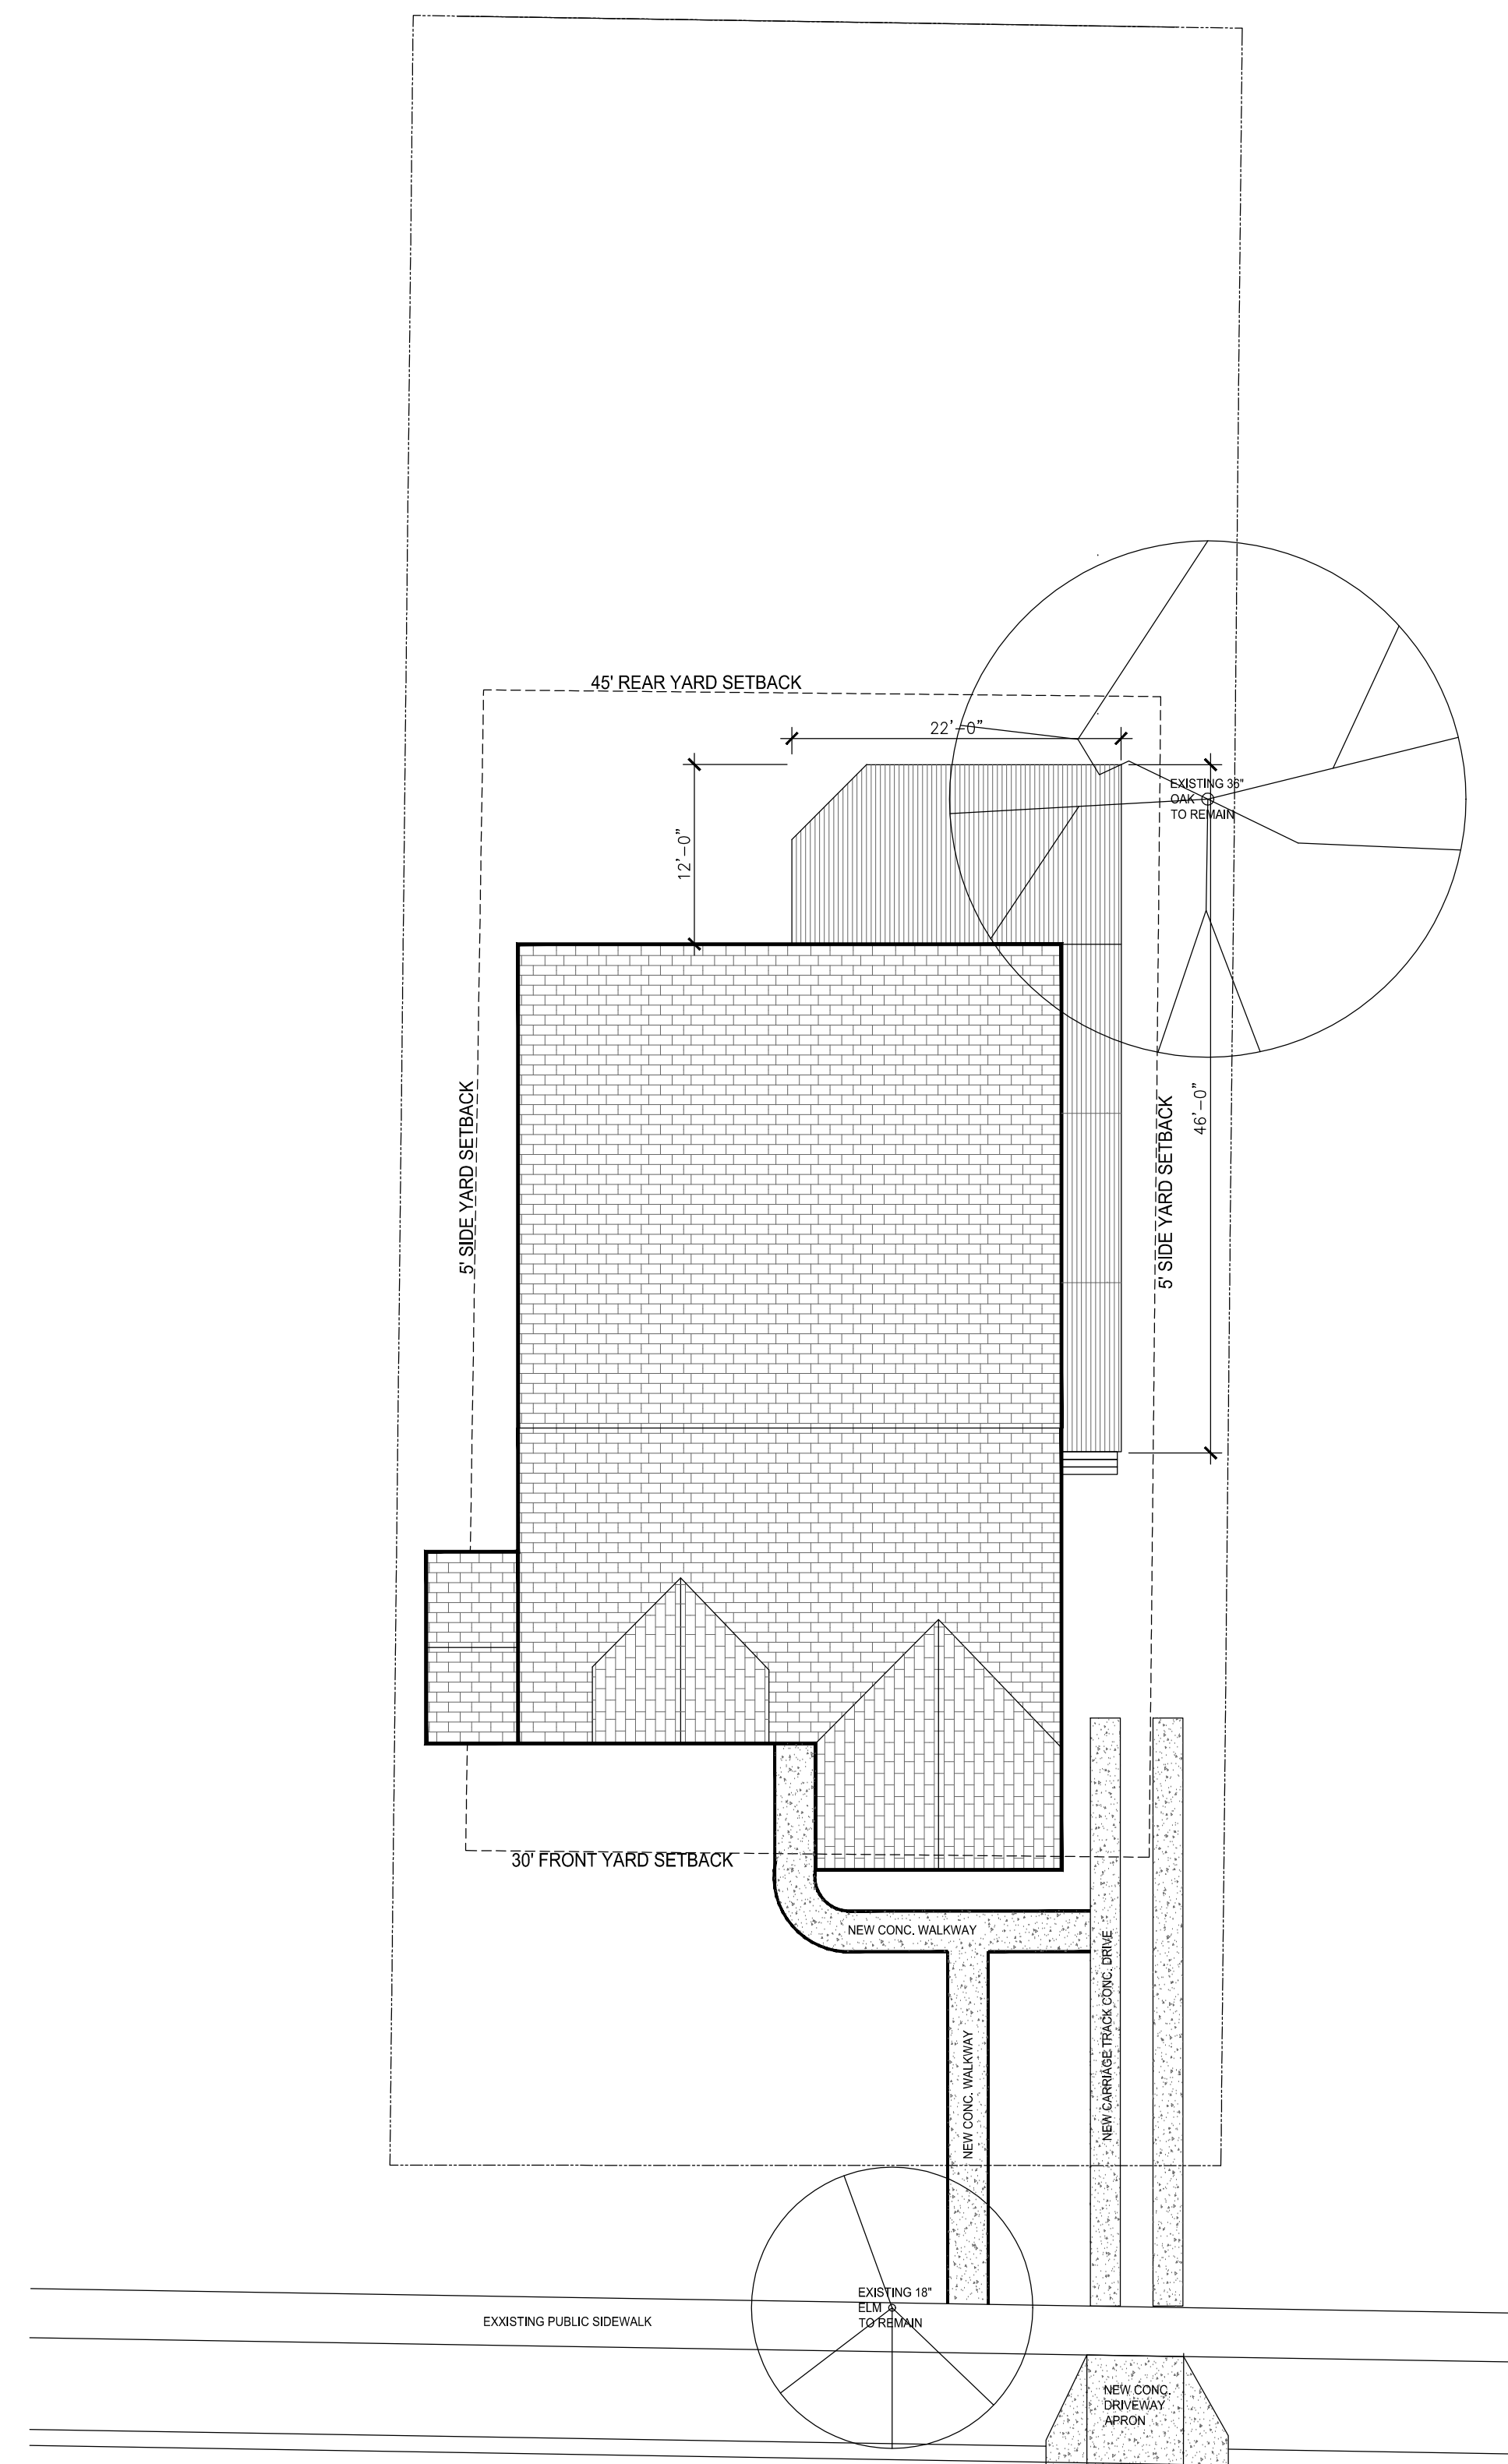 45' REAR YARD SETBACK
22'-0"
EXISTING 36"
OAK
TO REMAIN
12'-0"
5' SIDE YARD SETBACK
46'-0"
5' SIDE YARD SETBACK
30' FRONT YARD SETBACK
NEW CONC. WALKWAY
NEW CARRIAGE TRACK CONC. DRIVE
NEW CONC. WALKWAY
EXISTING 18"
ELM
TO REMAIN
EXXISTING PUBLIC SIDEWALK
NEW CONC.
DRIVEWAY
APRON